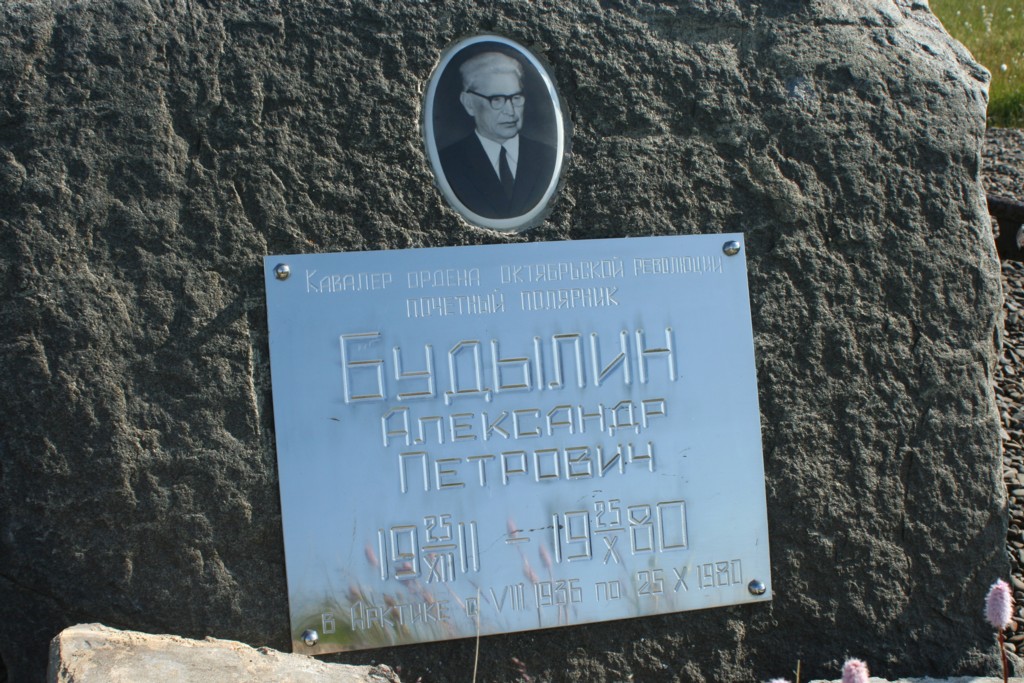 Кавалер ордена Октябрьской революции
почетный полярник
Будылин
Александр
Петрович
19 25/XII 11 – 19 25/X 80
в Арктике с VII 1936 по 25 X 1980